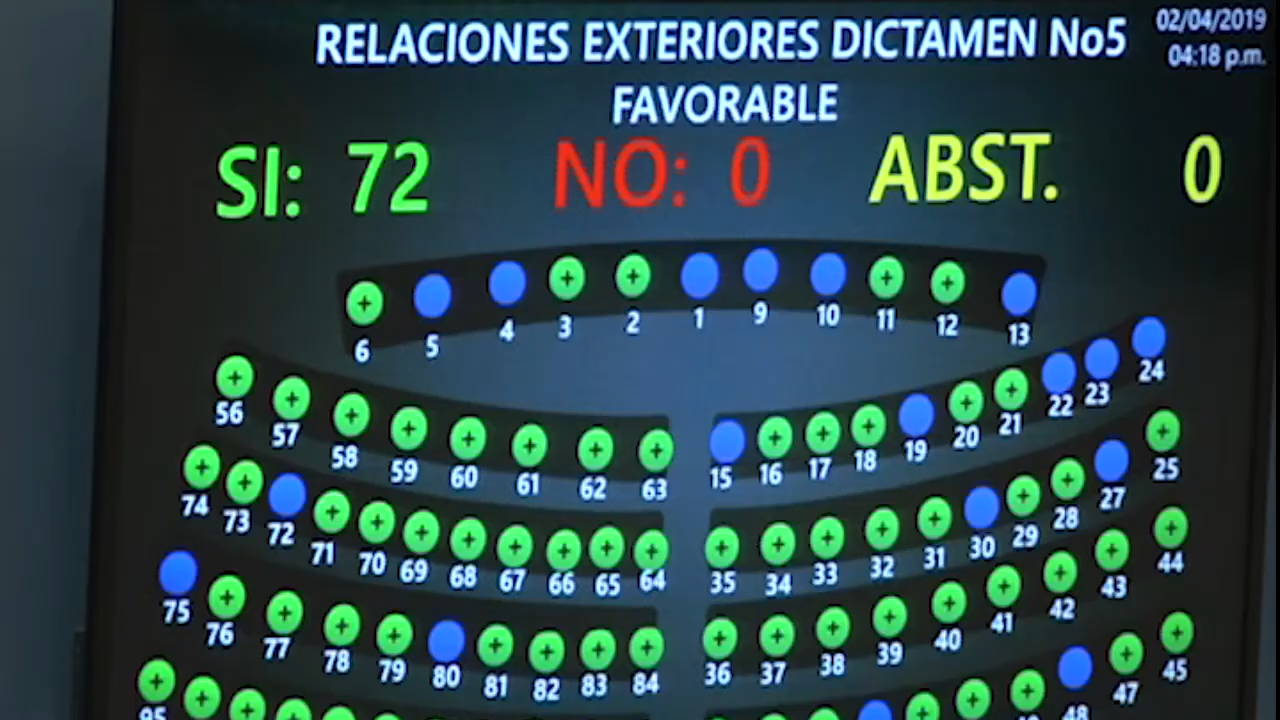 RELACIONES EXTERIORES DICTAMEN No5
02/04/2019
04:18 p.m.
FAVORABLE
SI: 72 NO: 0 ABST. 0
6 5 4 3 2 1 9 10 11 12 13
56 57 58 59 60 61 62 63
15 16 17 18 19 20 21 22 23 24
74 73 72 71 70 69 68 67 66 65 64
35 34 33 32 31 30 29 28 27 25
75 76 77 78 79 80 81 82 83 84
36 37 38 39 40 41 42 43 44
95
48 47 45